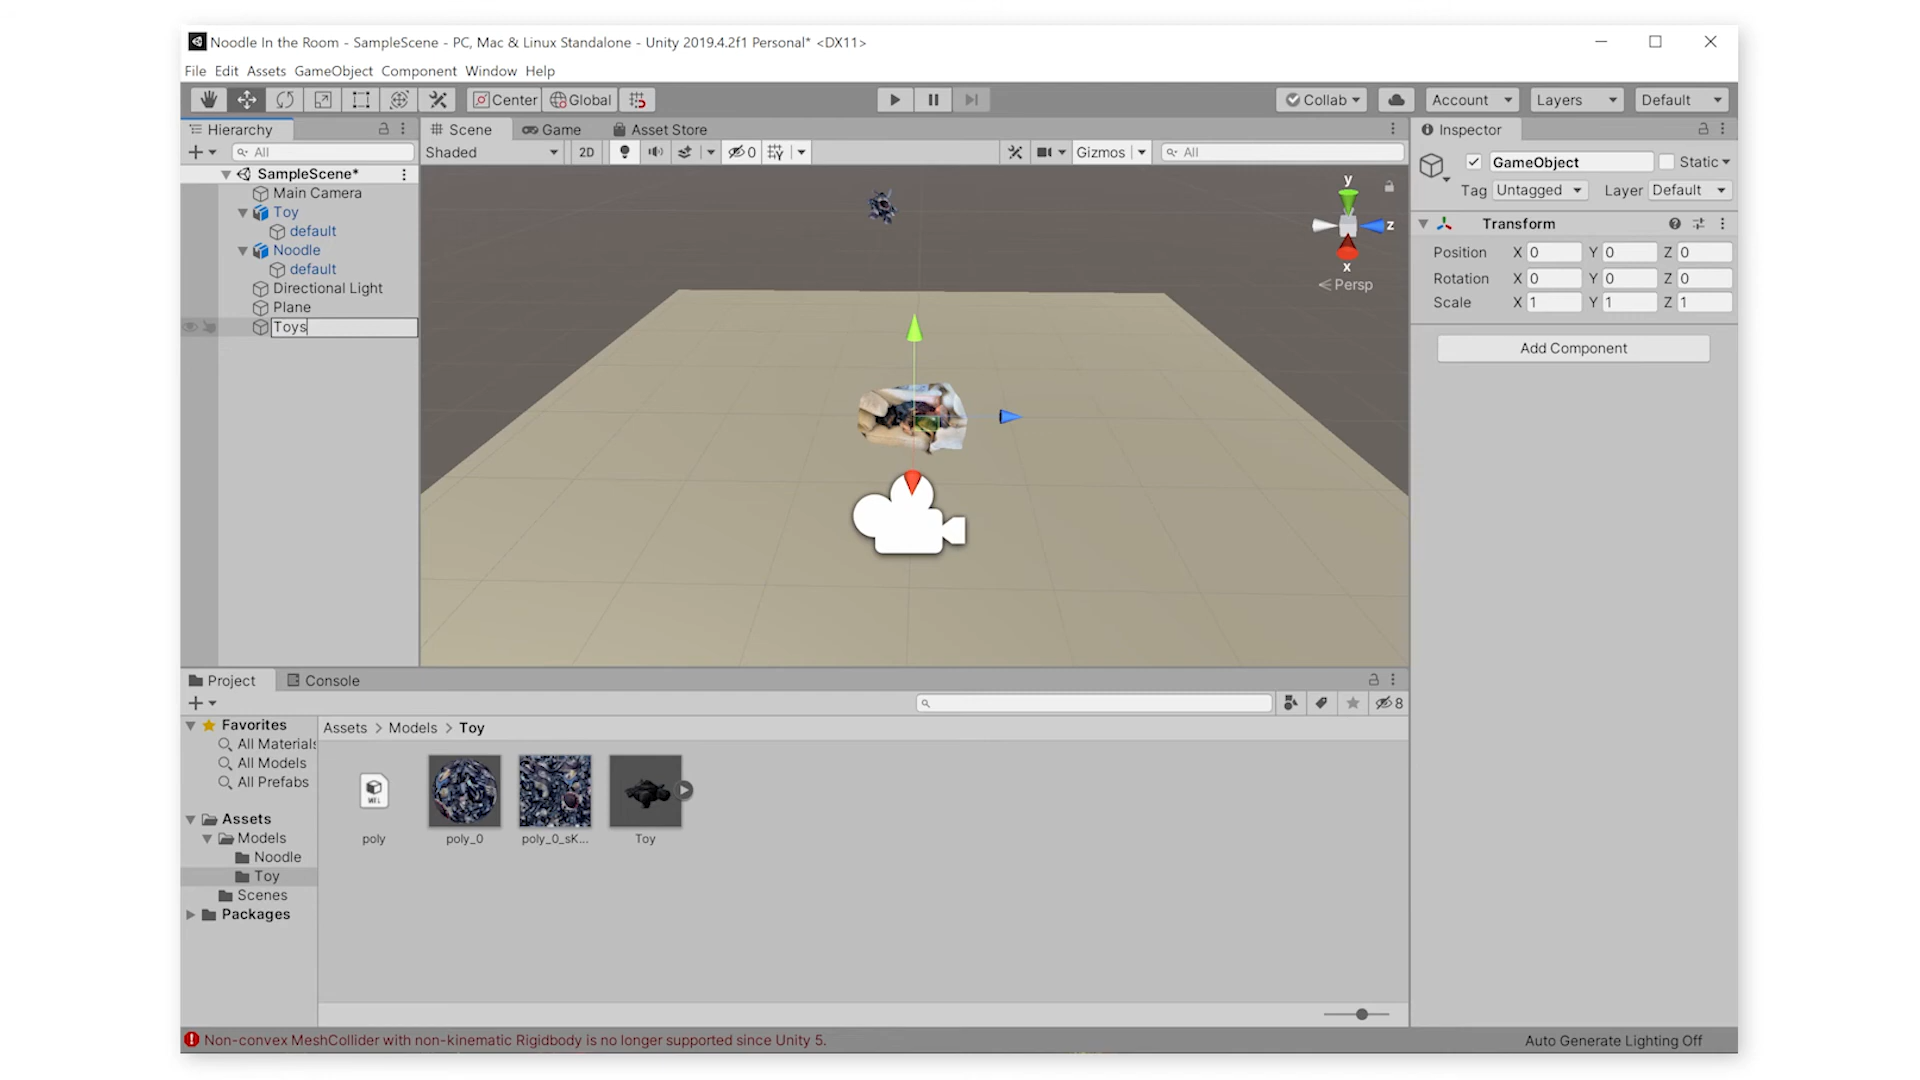 Noodle In the Room - SampleScene - PC, Mac & Linux Standalone - Unity 2019.4.2f1 Personal* <DX11>
File Edit Assets GameObject Component Window Help
Center Global Collab Account Layers Default
Hierarchy
All
SampleScene*
Main Camera
Toy
default
Noodle
default
Directional Light
Plane
Toys
Scene Game Asset Store
Shaded 2D 0 Gizmos All
y
z
x
Persp
Inspector
GameObject Static
Tag Untagged Layer Default
Transform
Position X 0 Y 0 Z 0
Rotation X 0 Y 0 Z 0
Scale X 1 Y 1 Z 1
Add Component
Project Console
8
Favorites
All Materials
All Models
All Prefabs
Assets
Models
Noodle
Toy
Scenes
Packages
Assets > Models > Toy
MTL
poly poly_0 poly_0_sK... Toy
Non-convex MeshCollider with non-kinematic Rigidbody is no longer supported since Unity 5.
Auto Generate Lighting Off